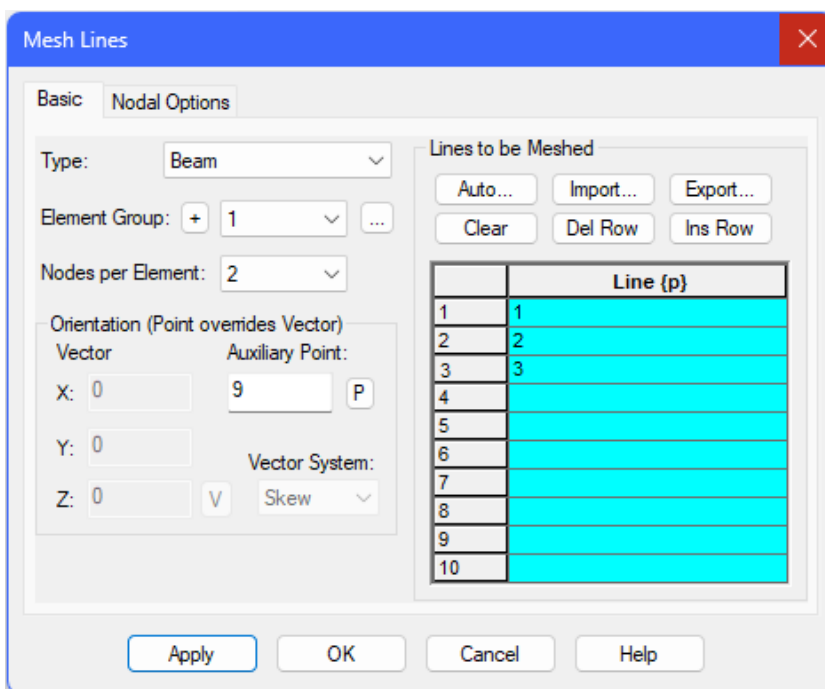 Mesh Lines
Basic
Nodal Options
Type:
Beam
Element Group:
+
1
...
Nodes per Element:
2
Orientation (Point overrides Vector)
Vector
Auxiliary Point:
X:
0
9
P
Y:
0
Vector System:
Z:
0
V
Skew
Lines to be Meshed
Auto...
Import...
Export...
Clear
Del Row
Ins Row
Line {p}
1 1
2 2
3 3
4
5
6
7
8
9
10
Apply
OK
Cancel
Help